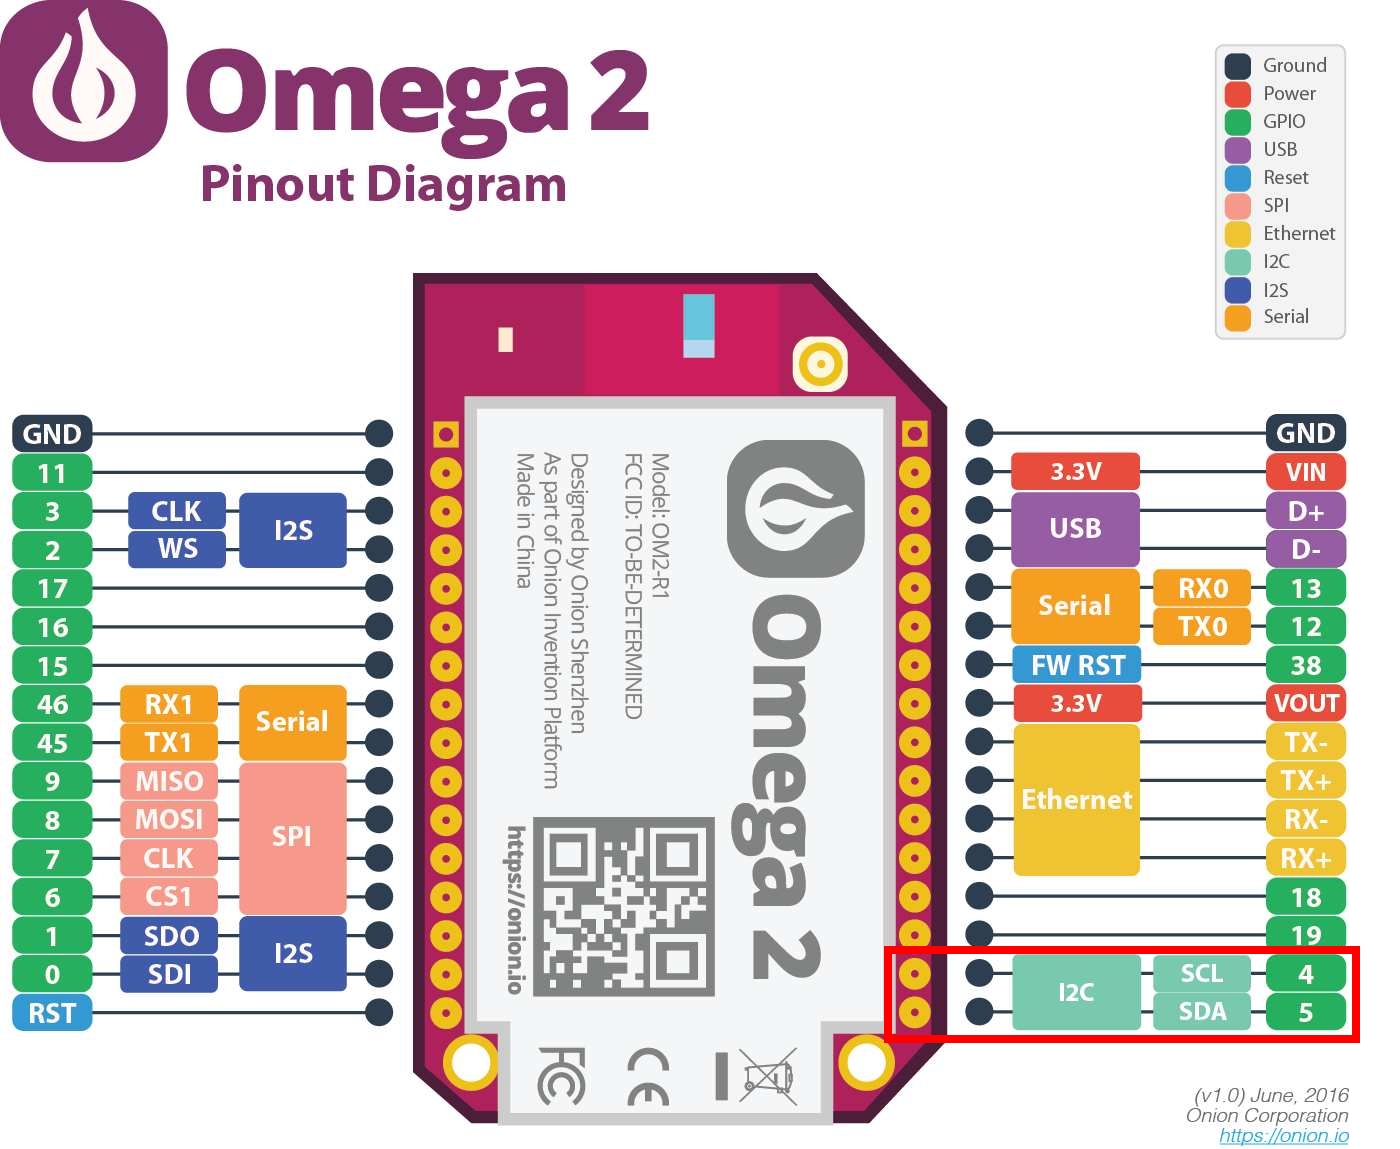 Omega 2
Pinout Diagram
Ground
Power
GPIO
USB
Reset
SPI
Ethernet
I2C
I2S
Serial
GND
11
3 CLK I2S
2 WS
17
16
15
46 RX1 Serial
45 TX1
9 MISO SPI
8 MOSI
7 CLK
6 CS1
1 SDO I2S
0 SDI
RST
Model: OM2-R1
FCC ID: TO-BE-DETERMINED
Designed by Onion Shenzhen
As part of Onion Invention Platform
Made in China
Omega 2
https://onion.io
FC
CE
GND
3.3V VIN
USB D+
D-
Serial RX0 13
TX0 12
FW RST 38
3.3V VOUT
Ethernet TX-
TX+
RX-
RX+
18
19
I2C SCL 4
SDA 5
(v1.0) June, 2016
Onion Corporation
https://onion.io